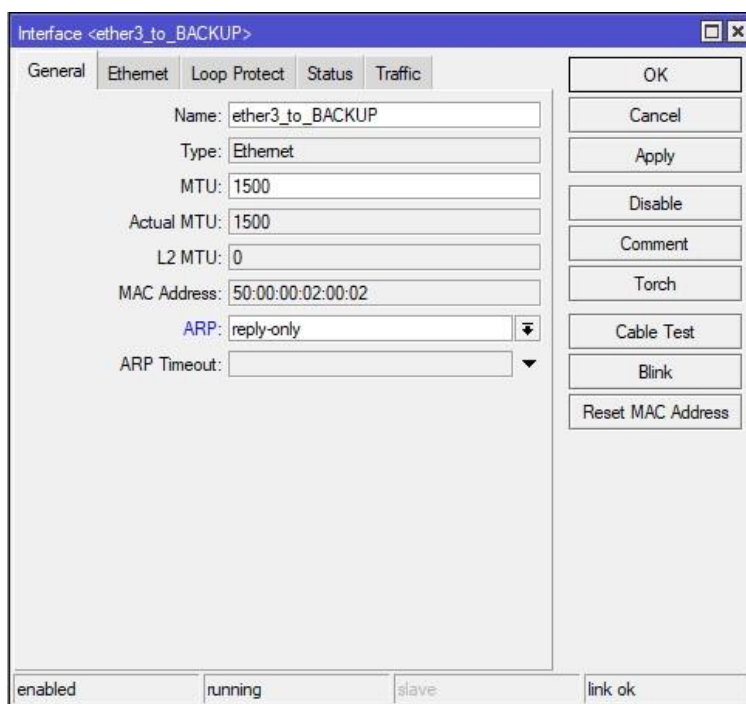 Interface <ether3_to_BACKUP>
General Ethernet Loop Protect Status Traffic
Name: ether3_to_BACKUP
Type: Ethernet
MTU: 1500
Actual MTU: 1500
L2 MTU: 0
MAC Address: 50:00:00:02:00:02
ARP: reply-only
ARP Timeout:
OK
Cancel
Apply
Disable
Comment
Torch
Cable Test
Blink
Reset MAC Address
enabled running slave link ok